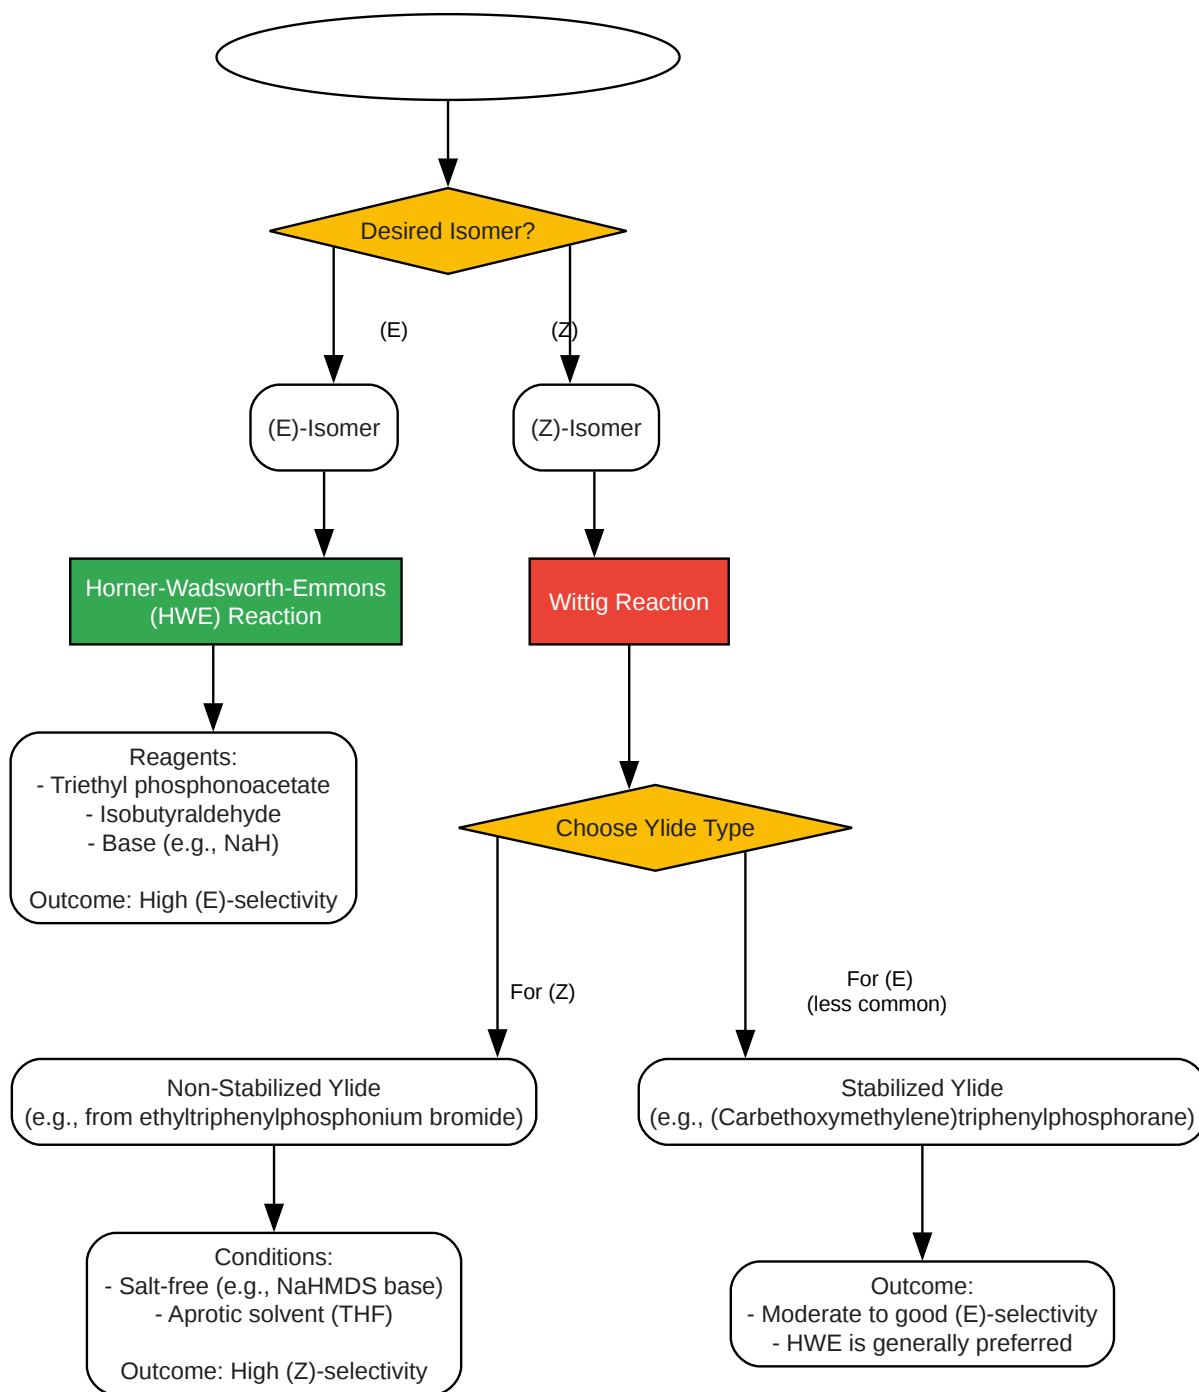 Desired Isomer?
(E)
(Z)
(E)-Isomer
(Z)-Isomer
Horner-Wadsworth-Emmons
(HWE) Reaction
Wittig Reaction
Reagents:
- Triethyl phosphonoacetate
- Isobutyraldehyde
- Base (e.g., NaH)
Outcome: High (E)-selectivity
Choose Ylide Type
For (Z)
For (E)
(less common)
Non-Stabilized Ylide
(e.g., from ethyltriphenylphosphonium bromide)
Stabilized Ylide
(e.g., (Carbethoxymethylene)triphenylphosphorane)
Conditions:
- Salt-free (e.g., NaHMDS base)
- Aprotic solvent (THF)
Outcome: High (Z)-selectivity
Outcome:
- Moderate to good (E)-selectivity
- HWE is generally preferred